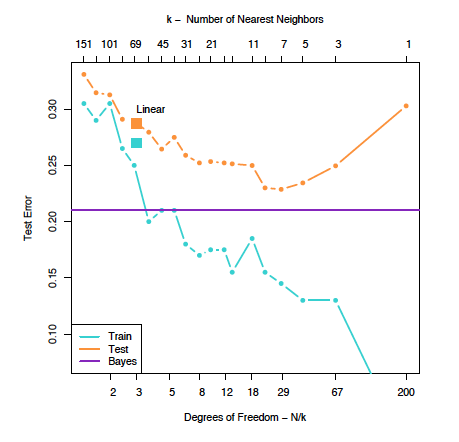 k − Number of Nearest Neighbors
151 101 69 45 31 21 11 7 5 3 1
Linear
0.30
0.25
0.20
0.15
0.10
Test Error
Train
Test
Bayes
2 3 5 8 12 18 29 67 200
Degrees of Freedom − N/k